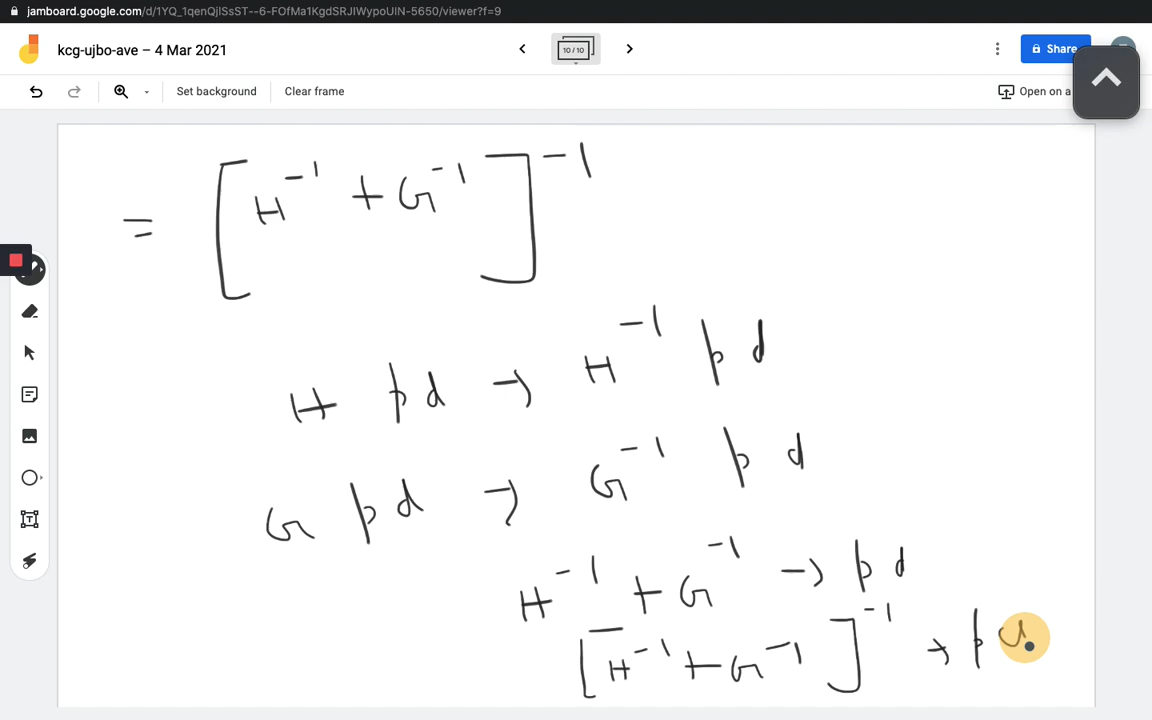 jamboard.google.com/d/1YQ_1qenQjlSsST--6-FOfMa1KgdSRJIWypoUIN-5650/viewer?f=9
kcg-ujbo-ave – 4 Mar 2021
10 / 10
Share
Set background
Clear frame
Open on a
= [H⁻¹ + G⁻¹]⁻¹
H pd → H⁻¹ pd
G pd → G⁻¹ pd
H⁻¹ + G⁻¹ → pd
[H⁻¹ + G⁻¹]⁻¹ → pd